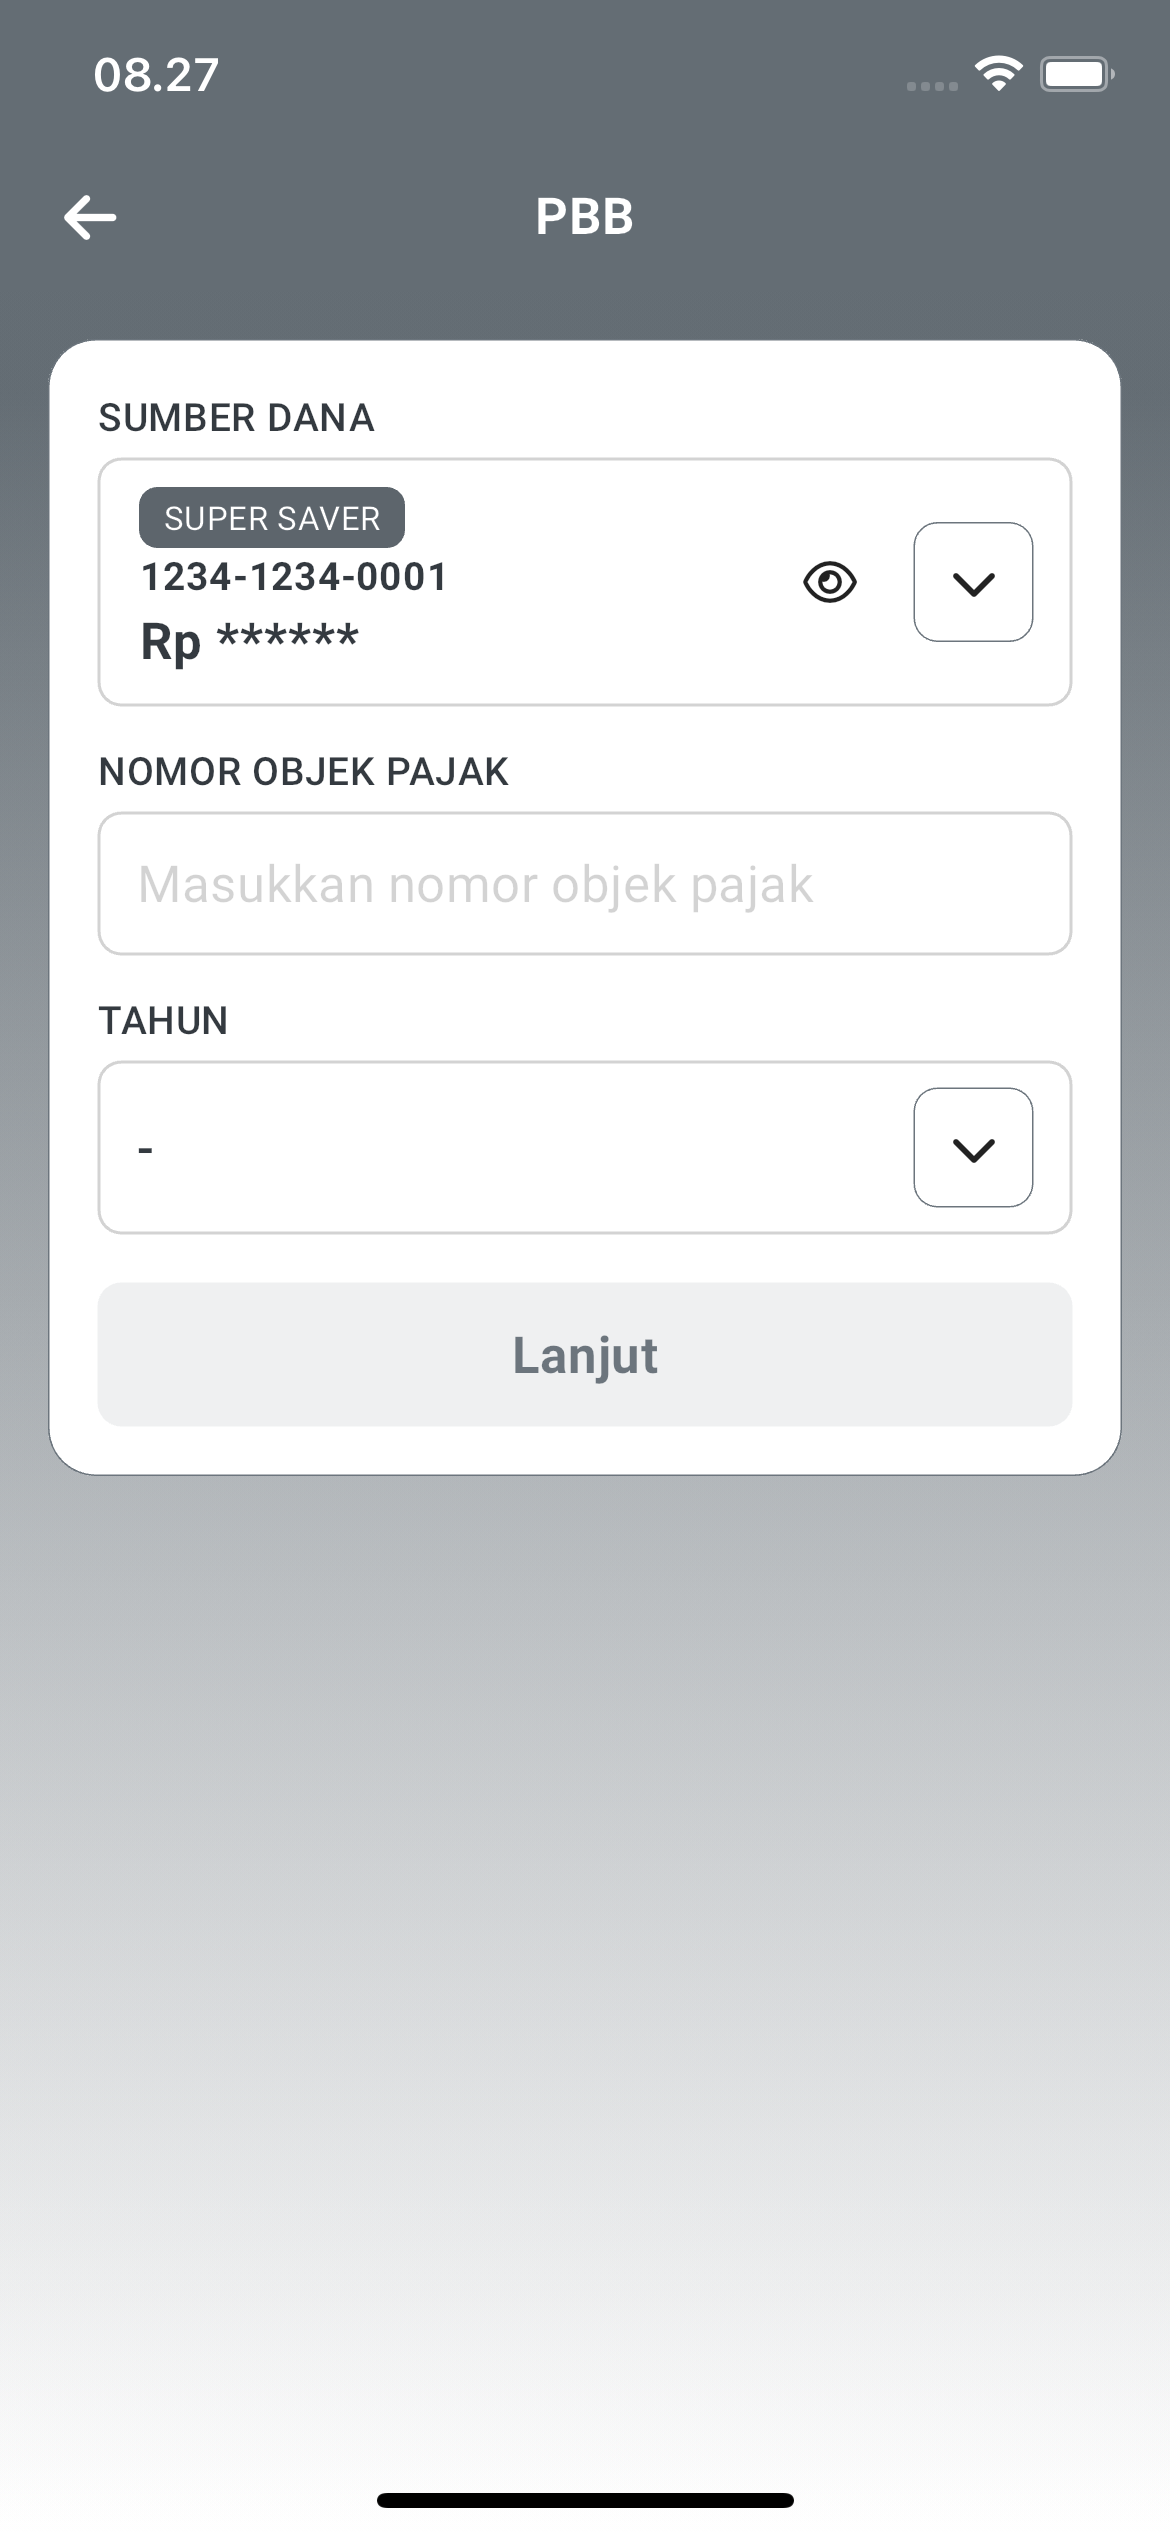 08.27
PBB
SUMBER DANA
SUPER SAVER
1234-1234-0001
Rp ******
NOMOR OBJEK PAJAK
Masukkan nomor objek pajak
TAHUN
-
Lanjut